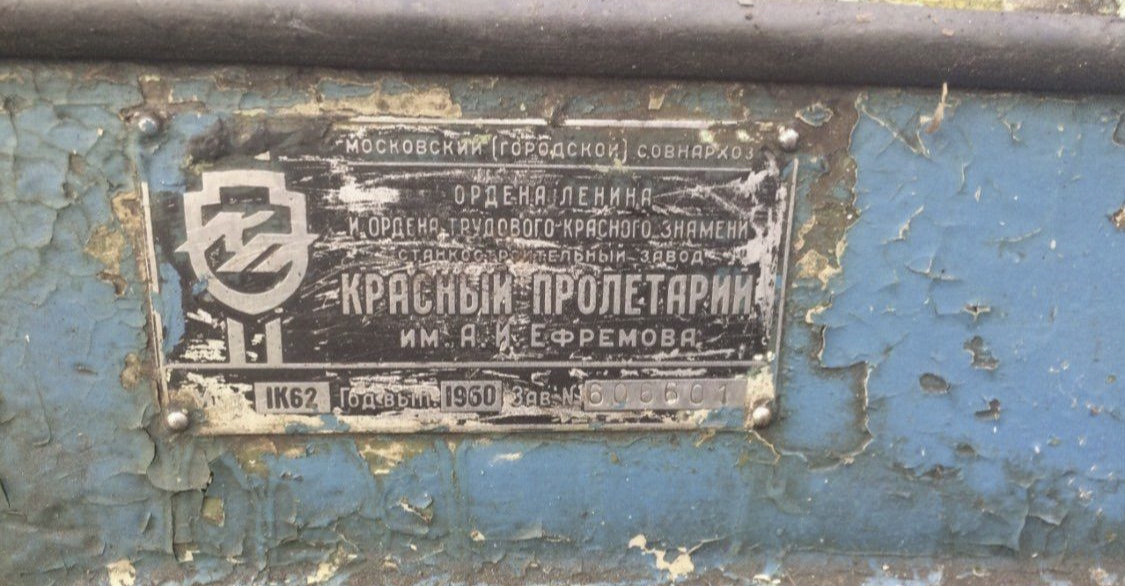 МОСКОВСКИЙ (ГОРОДСКОЙ) СОВНАРХОЗ
ОРДЕНА ЛЕНИНА
И ОРДЕНА ТРУДОВОГО КРАСНОГО ЗНАМЕНИ
СТАНКОСТРОИТЕЛЬНЫЙ ЗАВОД
КРАСНЫЙ ПРОЛЕТАРИЙ
ИМ. А. И. ЕФРЕМОВА
1К62 Год вып. 1960 Зав. №